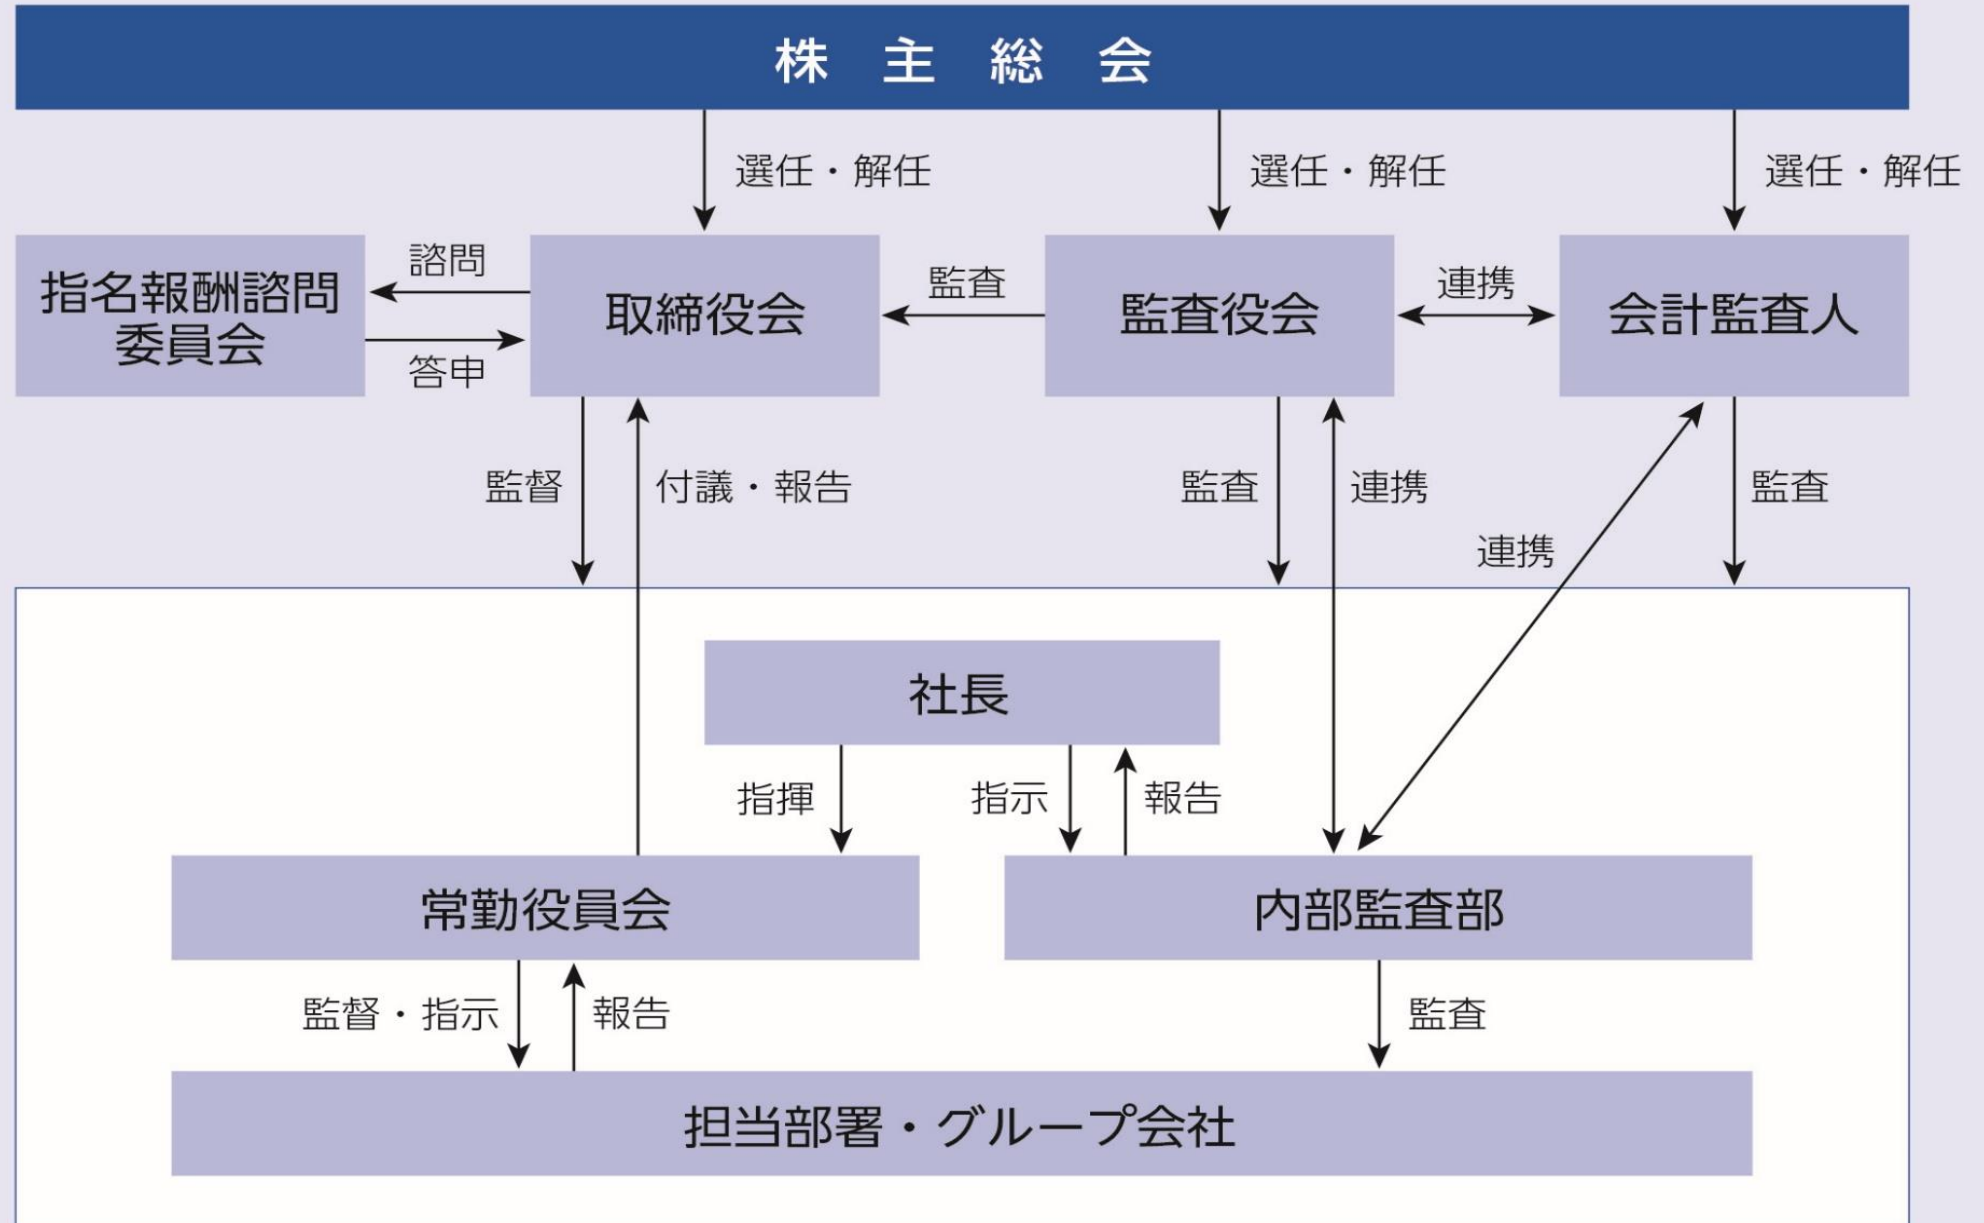 株主総会
選任・解任
選任・解任
選任・解任
指名報酬諮問
委員会
諮問
答申
取締役会
監査
監査役会
連携
会計監査人
監督
付議・報告
監査
連携
連携
監査
社長
指揮
指示
報告
常勤役員会
内部監査部
監督・指示
報告
監査
担当部署・グループ会社